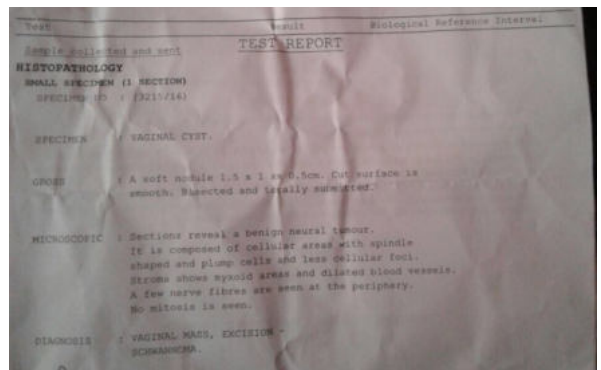 Test Result Biological Reference Interval
Sample collected and sent TEST REPORT
HISTOPATHOLOGY
SMALL SPECIMEN (1 SECTION)
SPECIMEN NO : (3215/14)
SPECIMEN : VAGINAL CYST.
GROSS : A soft nodule 1.5 x 1 x 0.5cm. Cut surface is
smooth. Bisected and totally submitted.
MICROSCOPIC : Sections reveal a benign neural tumour.
It is composed of cellular areas with spindle
shaped and plump cells and less cellular foci.
Stroma shows myxoid areas and dilated blood vessels.
A few nerve fibres are seen at the periphery.
No mitosis is seen.
DIAGNOSIS : VAGINAL MASS, EXCISION -
SCHWANNOMA.